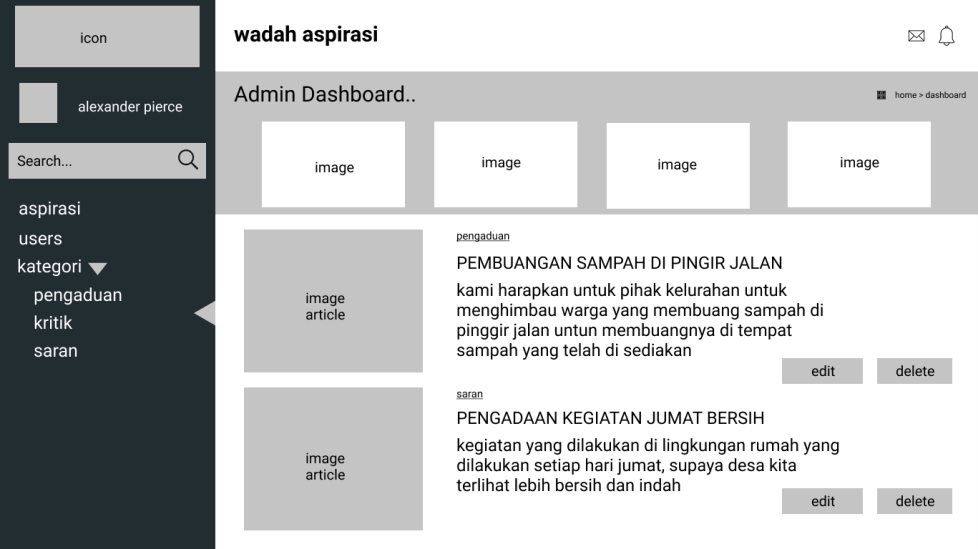 icon
alexander pierce
Search...
aspirasi
users
kategori
pengaduan
kritik
saran
wadah aspirasi
Admin Dashboard..
home > dashboard
image
image
image
image
image
article
pengaduan
PEMBUANGAN SAMPAH DI PINGIR JALAN
kami harapkan untuk pihak kelurahan untuk
menghimbau warga yang membuang sampah di
pinggir jalan untun membuangnya di tempat
sampah yang telah di sediakan
edit
delete
image
article
saran
PENGADAAN KEGIATAN JUMAT BERSIH
kegiatan yang dilakukan di lingkungan rumah yang
dilakukan setiap hari jumat, supaya desa kita
terlihat lebih bersih dan indah
edit
delete